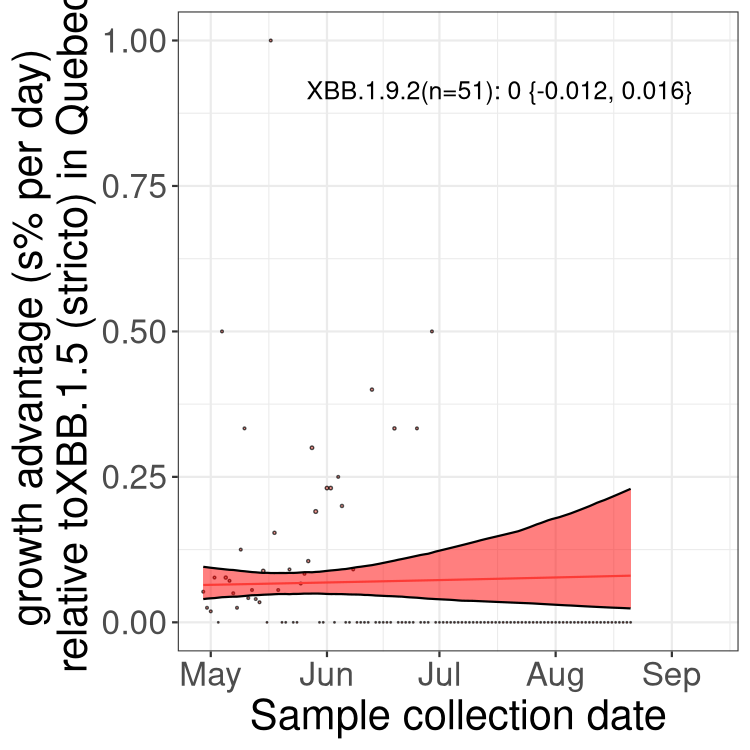 growth advantage (s% per day)
relative toXBB.1.5 (stricto) in Quebec
1.00
0.75
0.50
0.25
0.00
XBB.1.9.2(n=51): 0 {-0.012, 0.016}
May Jun Jul Aug Sep
Sample collection date